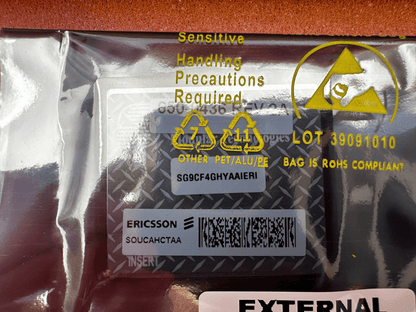 Sensitive
Handling
Precautions
Required
7
11
OTHER PET/ALU/PE
LOT 39091010
BAG IS ROHS COMPLIANT
SG9CF4GHYAAIERI
ERICSSON
SOUCAHCTAA
INSERT
EXTERNAL